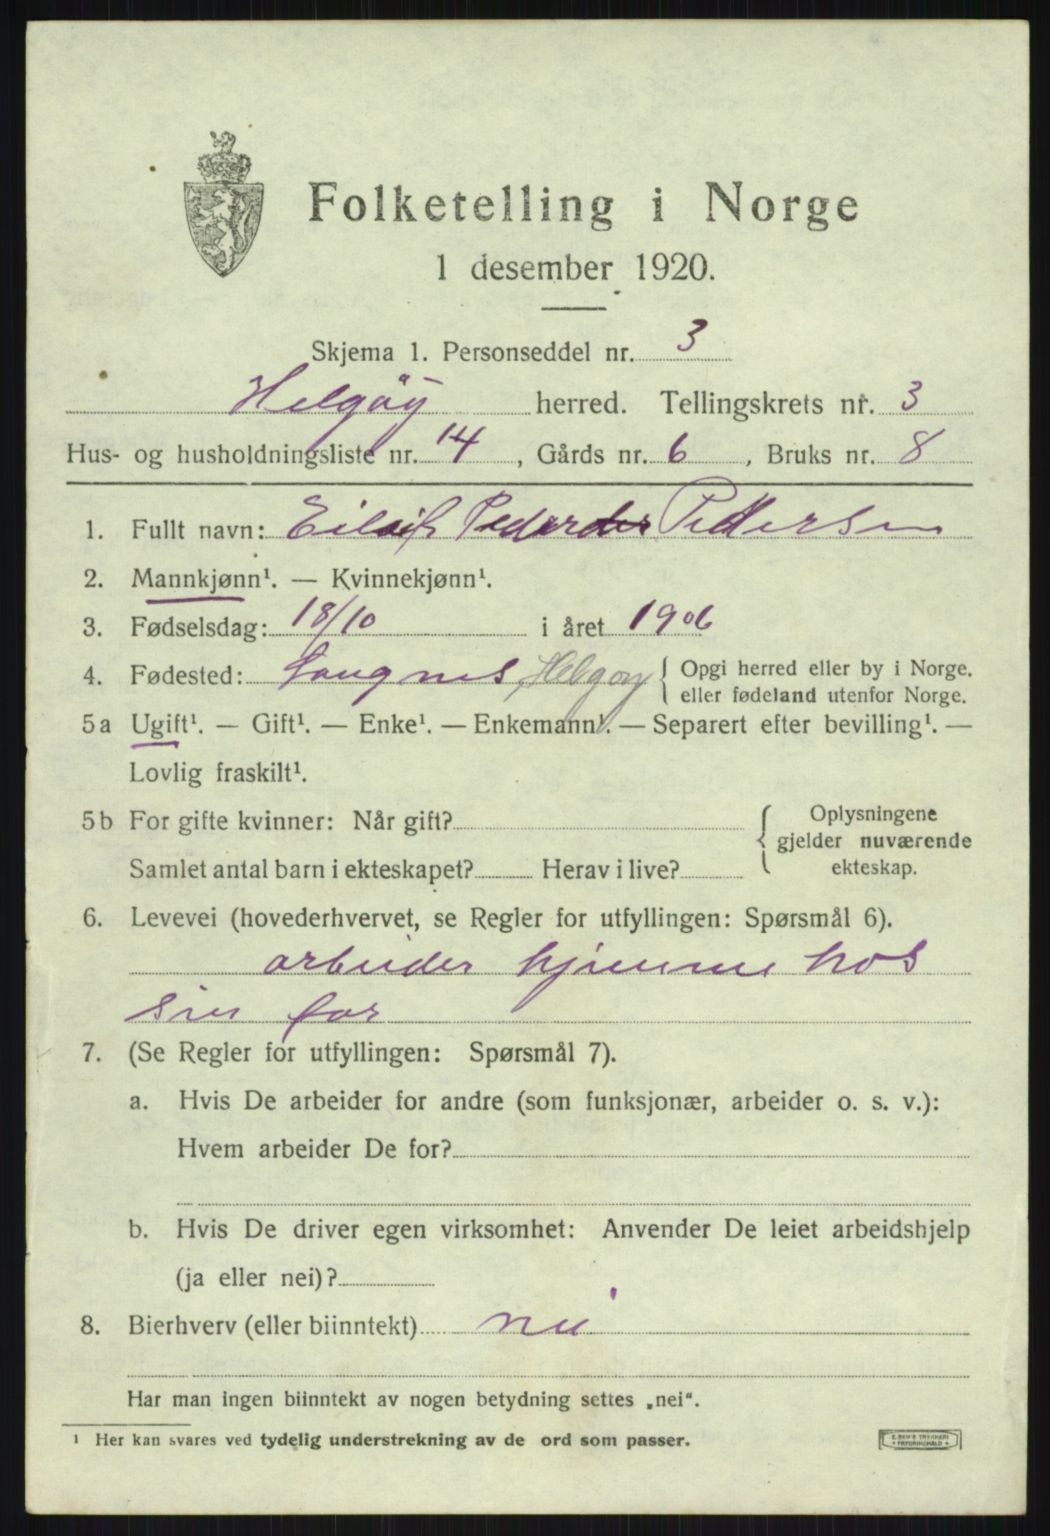 Folketelling i Norge
1 desember 1920.
Skjema 1. Personseddel nr. 3
Helgøy herred. Tellingskrets nr. 3
Hus- og husholdningsliste nr. 14, Gårds nr. 6, Bruks nr. 8
1. Fullt navn: Eileif Peder Pedersen
2. Mannkjønn¹. — Kvinnekjønn¹.
3. Fødselsdag: 18/10 i året 1906
4. Fødested: Sougnes, Helgøy { Opgi herred eller by i Norge.
eller fødeland utenfor Norge.
5a Ugift¹. — Gift¹. — Enke¹. — Enkemann¹. — Separert efter bevilling¹. —
Lovlig fraskilt¹.
5b For gifte kvinner: Når gift?
Samlet antal barn i ekteskapet? Herav i live?
{ Oplysningene
gjelder nuværende
ekteskap.
6. Levevei (hovederhvervet, se Regler for utfyllingen: Spørsmål 6).
arbeider hjemme hos
sin far
7. (Se Regler for utfyllingen: Spørsmål 7).
a. Hvis De arbeider for andre (som funksjonær, arbeider o. s. v.):
Hvem arbeider De for?
b. Hvis De driver egen virksomhet: Anvender De leiet arbeidshjelp
(ja eller nei)?
8. Bierhverv (eller biinntekt) nei
Har man ingen biinntekt av nogen betydning settes „nei“.
¹ Her kan svares ved tydelig understrekning av de ord som passer.